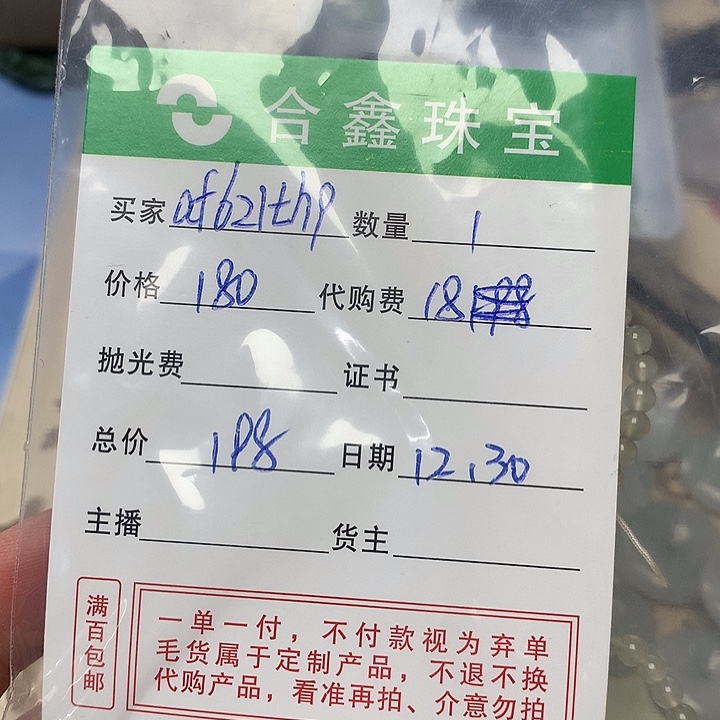 合鑫珠宝
买家 af621thp 数量 1
价格 180 代购费 18
抛光费 证书
总价 198 日期 12.30
主播 货主
满百包邮
一单一付，不付款视为弃单
毛货属于定制产品，不退不换
代购产品，看准再拍、介意勿拍